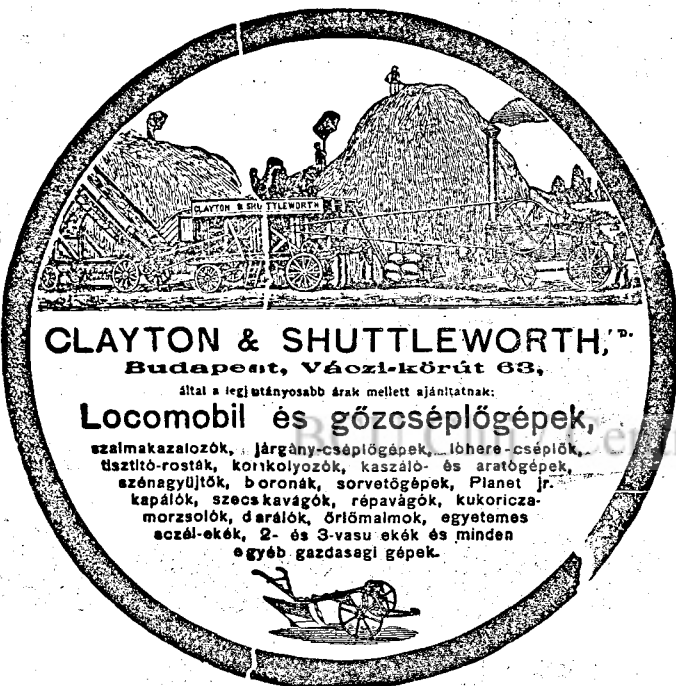 CLAYTON & SHUTTLEWORTH
CLAYTON & SHUTTLEWORTH,
Budapest, Váczi-körút 63,
által a legjutányosabb árak mellett ajánltatnak:
Locomobil és gőzcséplőgépek,
szalmakazalozók, járgány-cséplőgépek, lóhere-cséplők,
tisztitó-rosták, konkolyozók, kaszáló- és aratógépek,
szénagyüjtők, boronák, sorvetőgépek, Planet jr.
kapálók, szecskavágók, répavágók, kukoricza-
morzsolók, darálók, őrlőmalmok, egyetemes
aczél-ekék, 2- és 3-vasu ekék és minden
egyéb gazdasagi gépek.